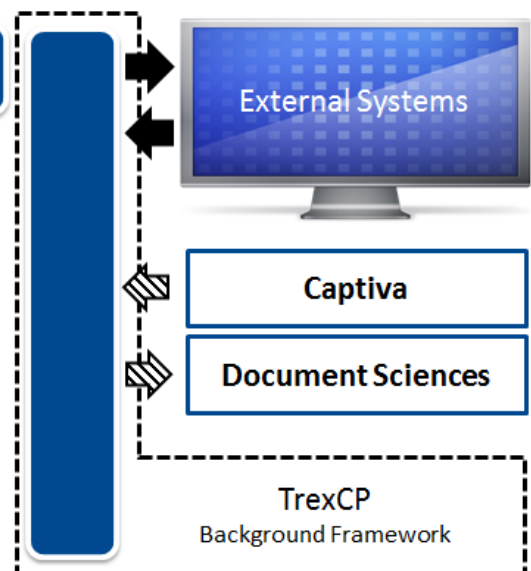 External Systems
Captiva
Document Sciences
TrexCP
Background Framework